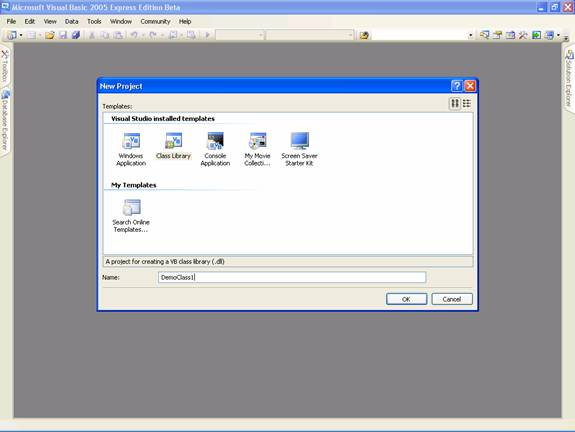 Microsoft Visual Basic 2005 Express Edition Beta
File Edit View Data Tools Window Community Help
Toolbox
Database Explorer
Solution Explorer
New Project
Templates:
Visual Studio installed templates
Windows Application
Class Library
Console Application
My Movie Collecti...
Screen Saver Starter Kit
My Templates
Search Online Templates...
A project for creating a VB class library (.dll)
Name: DemoClass1
OK Cancel